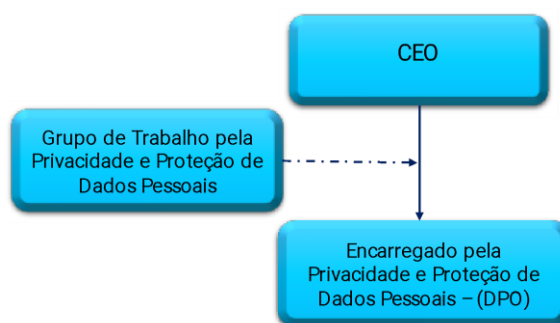 CEO
Grupo de Trabalho pela
Privacidade e Proteção de
Dados Pessoais
Encarregado pela
Privacidade e Proteção de
Dados Pessoais – (DPO)